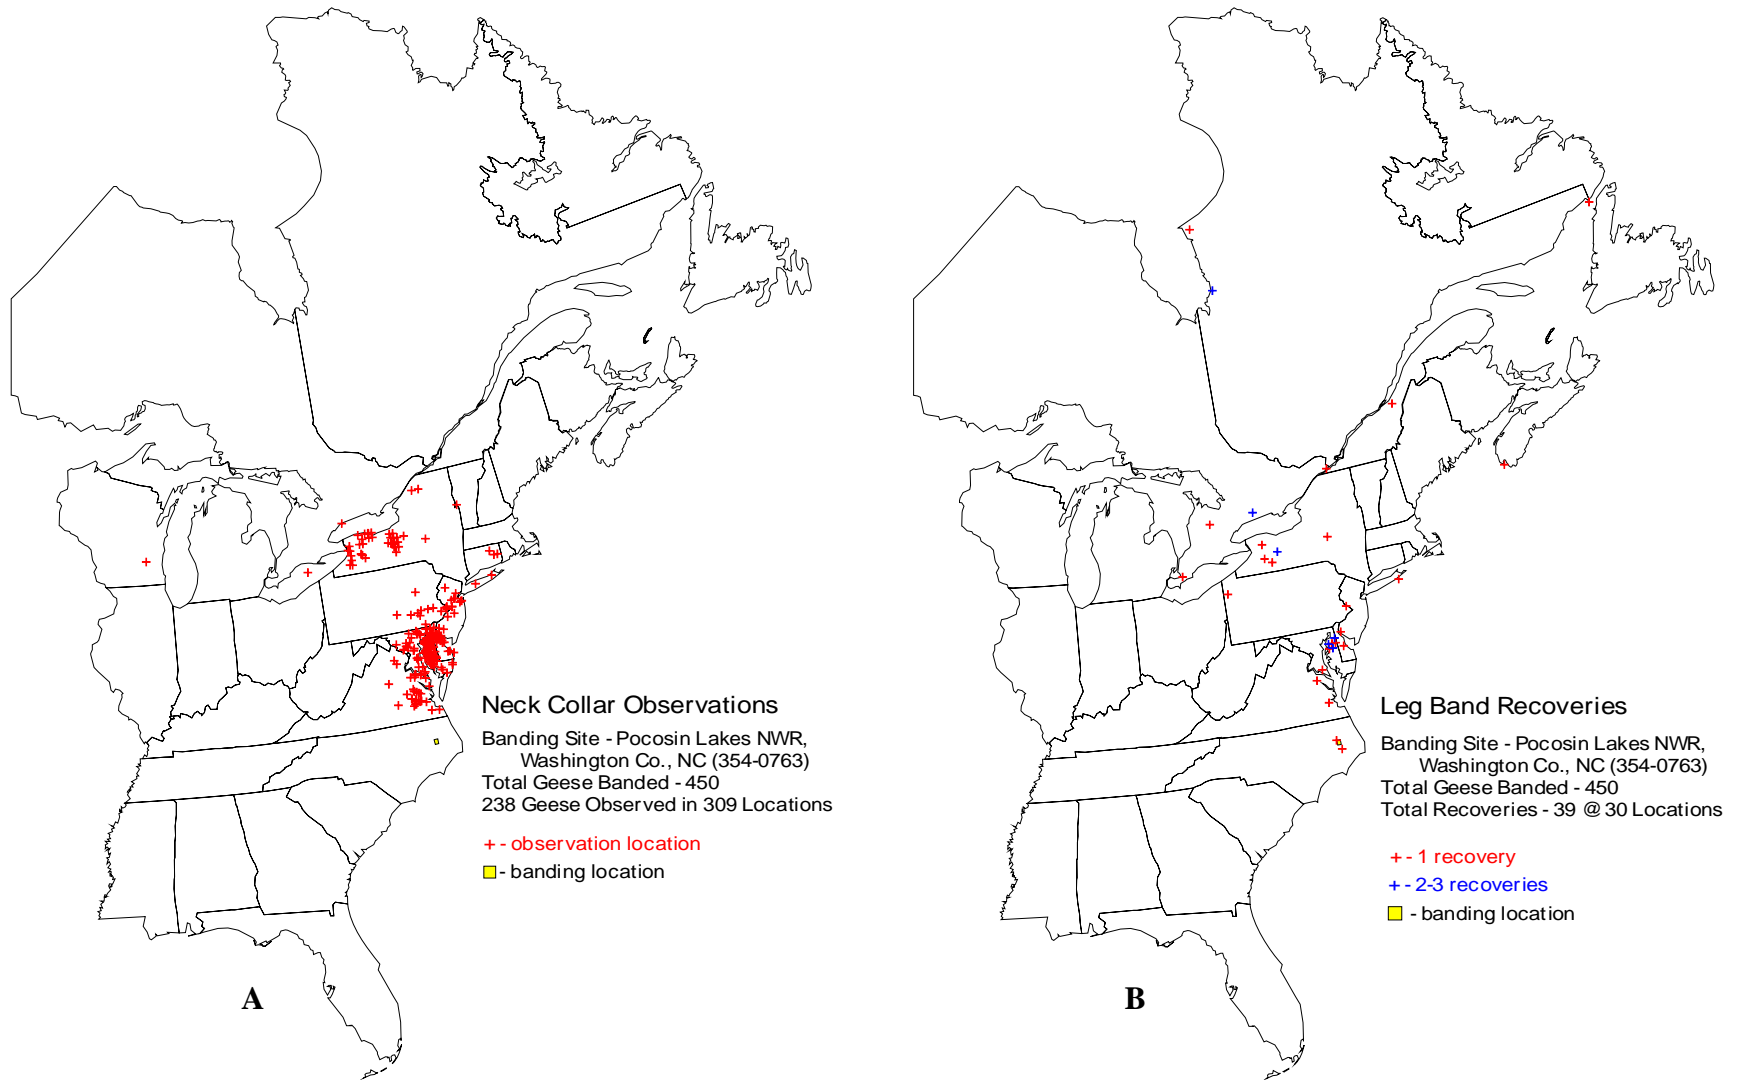 Neck Collar Observations
Banding Site - Pocosin Lakes NWR,
Washington Co., NC (354-0763)
Total Geese Banded - 450
238 Geese Observed in 309 Locations
+ - observation location
- banding location
A
Leg Band Recoveries
Banding Site - Pocosin Lakes NWR,
Washington Co., NC (354-0763)
Total Geese Banded - 450
Total Recoveries - 39 @ 30 Locations
+ - 1 recovery
+ - 2-3 recoveries
- banding location
B